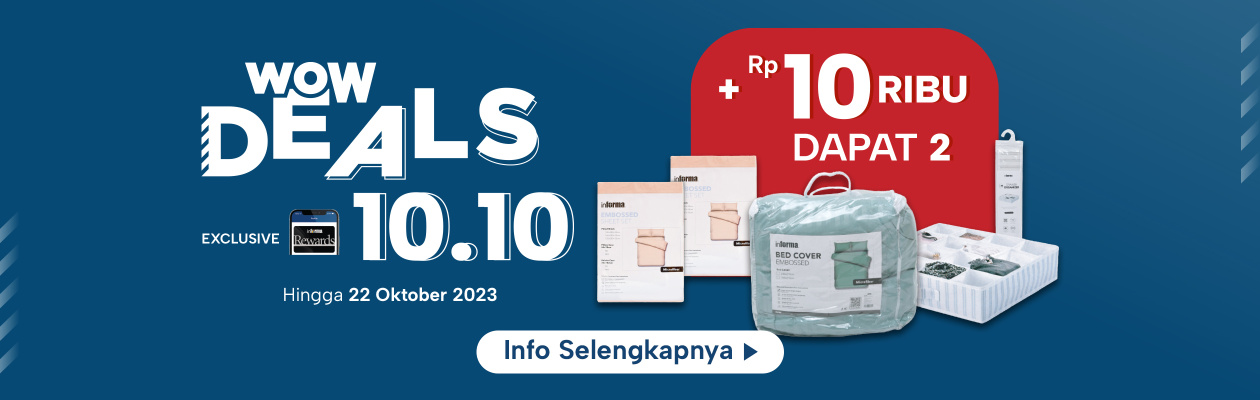 WOW
DEALS
10.10
EXCLUSIVE
informa
Rewards
Hingga 22 Oktober 2023
+ Rp 10 RIBU
DAPAT 2
informa
EMBOSSED
informa
EMBOSSED
informa
BED COVER
EMBOSSED
Info Selengkapnya